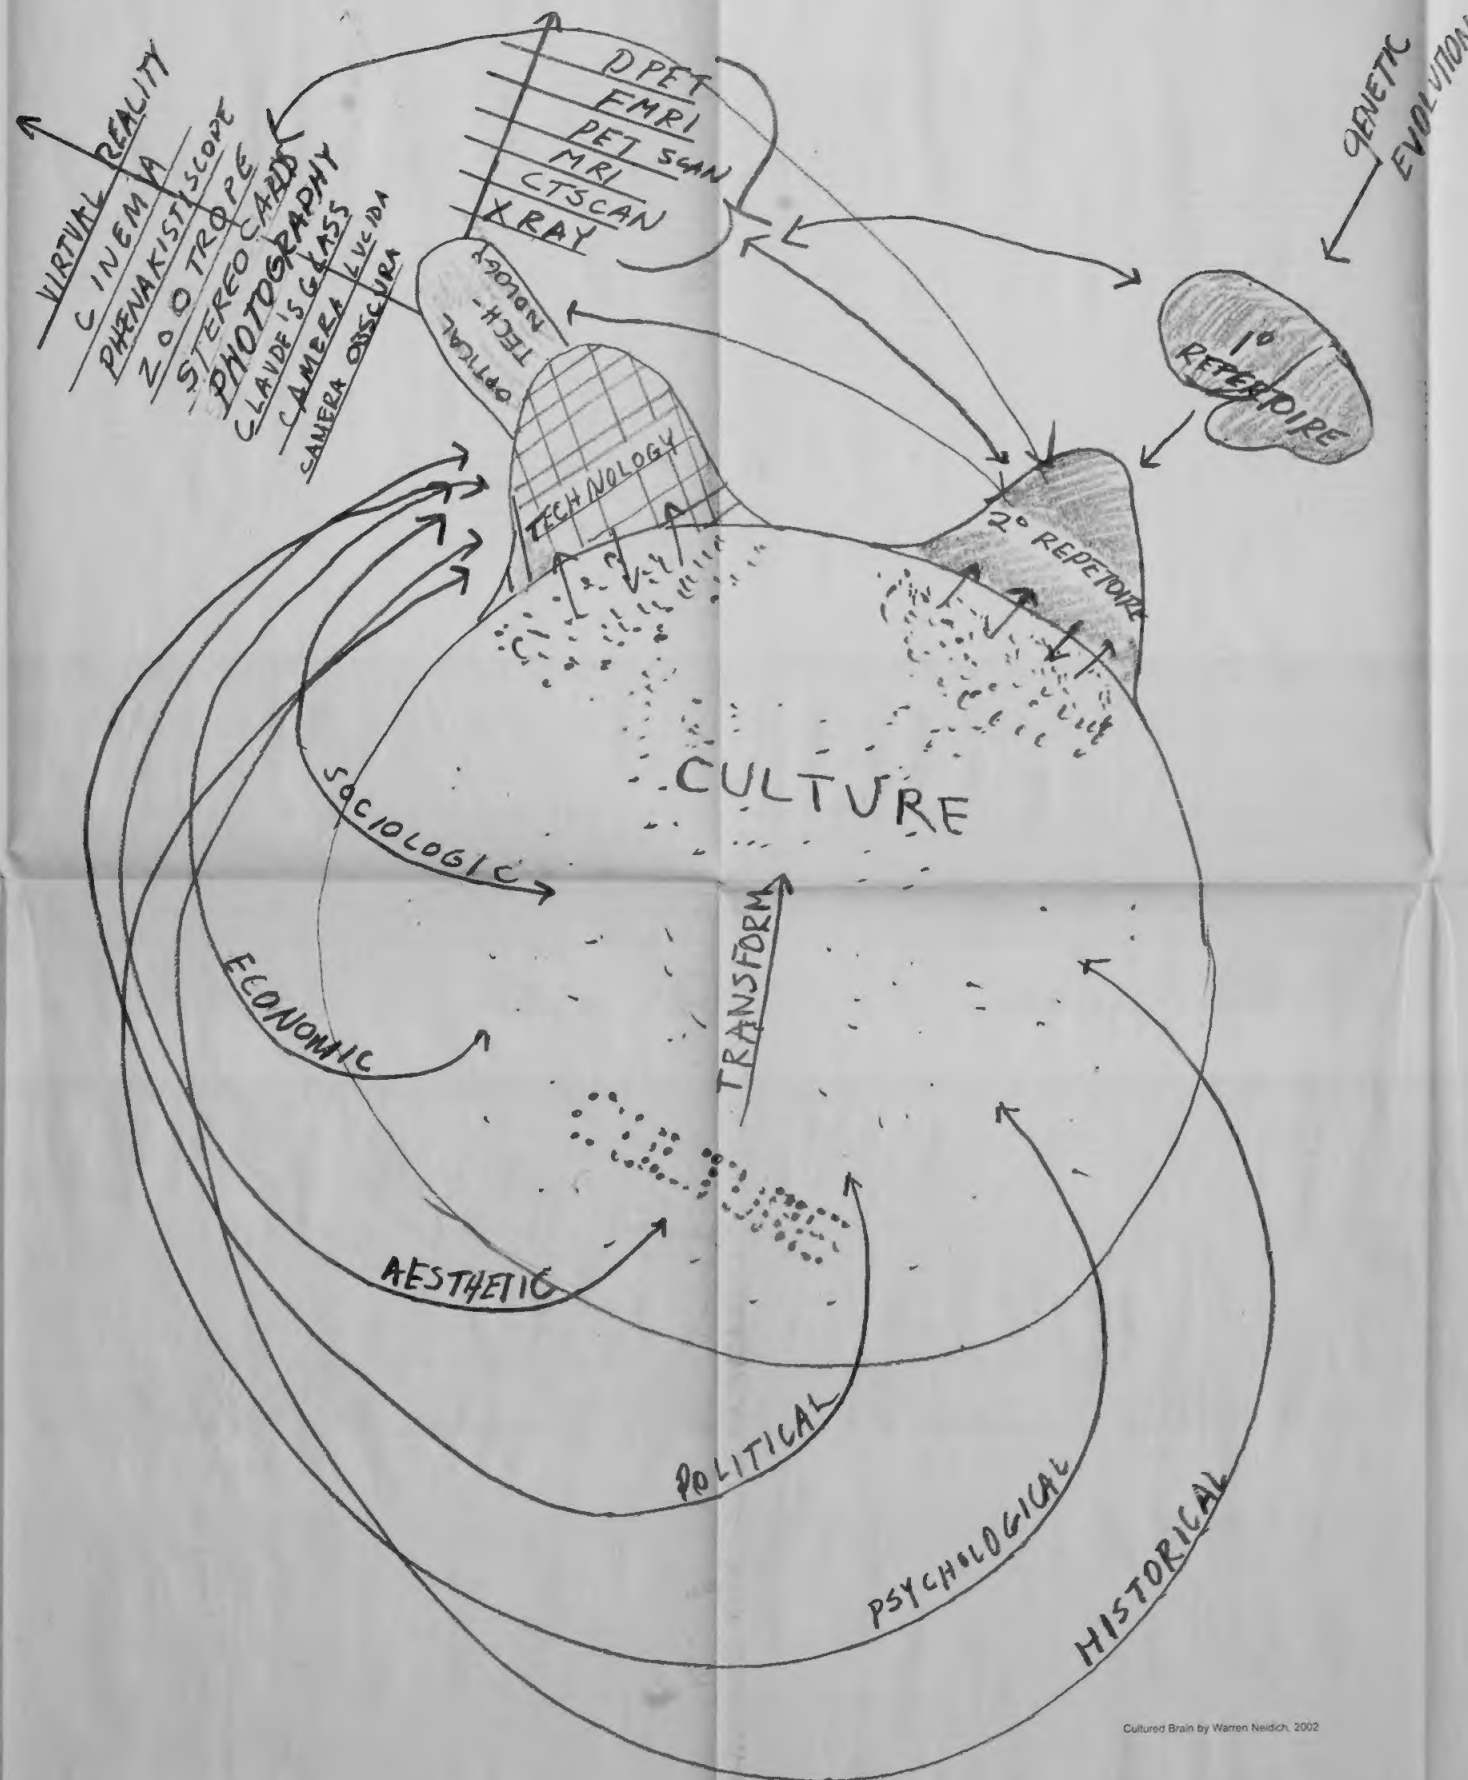 DPET
FMRI
PET SCAN
MRI
CTSCAN
XRAY
GENETIC
EVOLUTION
VIRTUAL REALITY
CINEMA
PHENAKISTISCOPE
ZOOTROPE
STEREOCARDS
PHOTOGRAPHY
CLAUDE'S GLASS
CAMERA LUCIDA
CAMERA OBSCURA
OPTICAL
TECH-
NOLOGY
1°
REPERTOIRE
TECHNOLOGY
2° REPETOIRE
CULTURE
SOCIOLOGIC
TRANSFORM
ECONOMIC
CULTURE
AESTHETIC
POLITICAL
PSYCHOLOGICAL
HISTORICAL
Cultured Brain by Warren Neidich, 2002